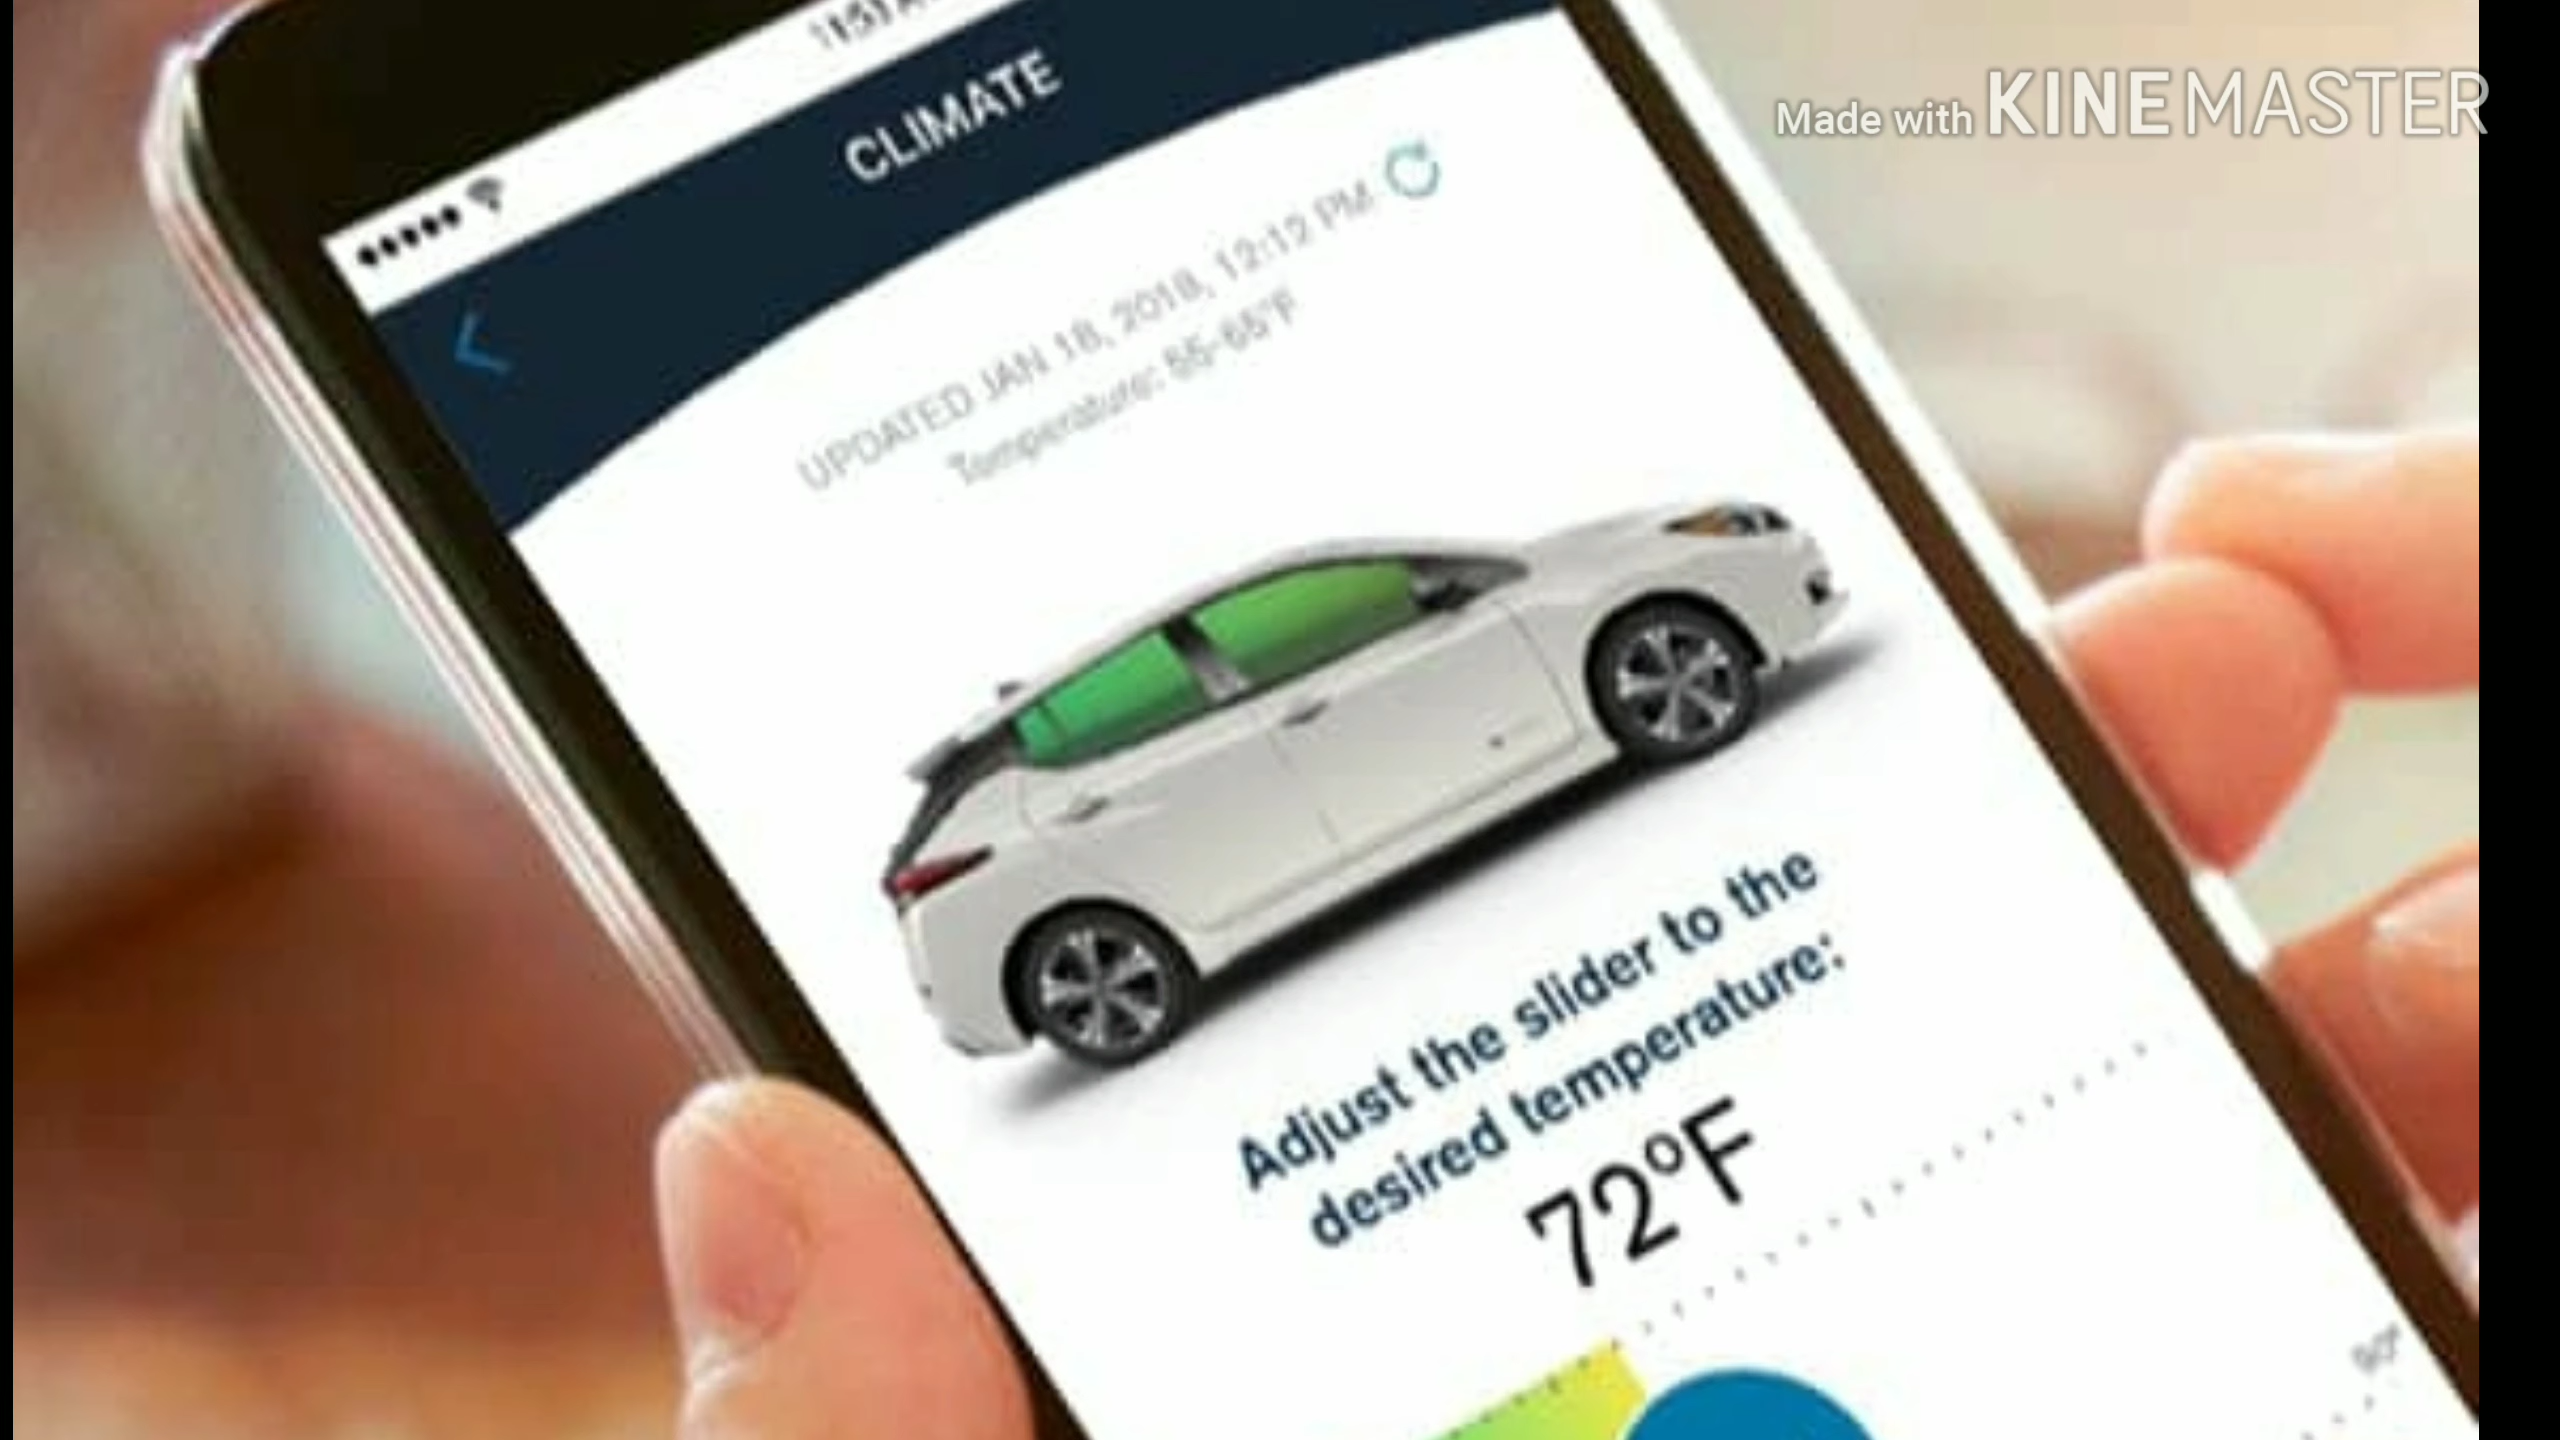 CLIMATE
Made with KINEMASTER
UPDATED JAN 18, 2018, 12:12 PM
Temperature: 55-65°F
Adjust the slider to the
desired temperature:
72°F
90°